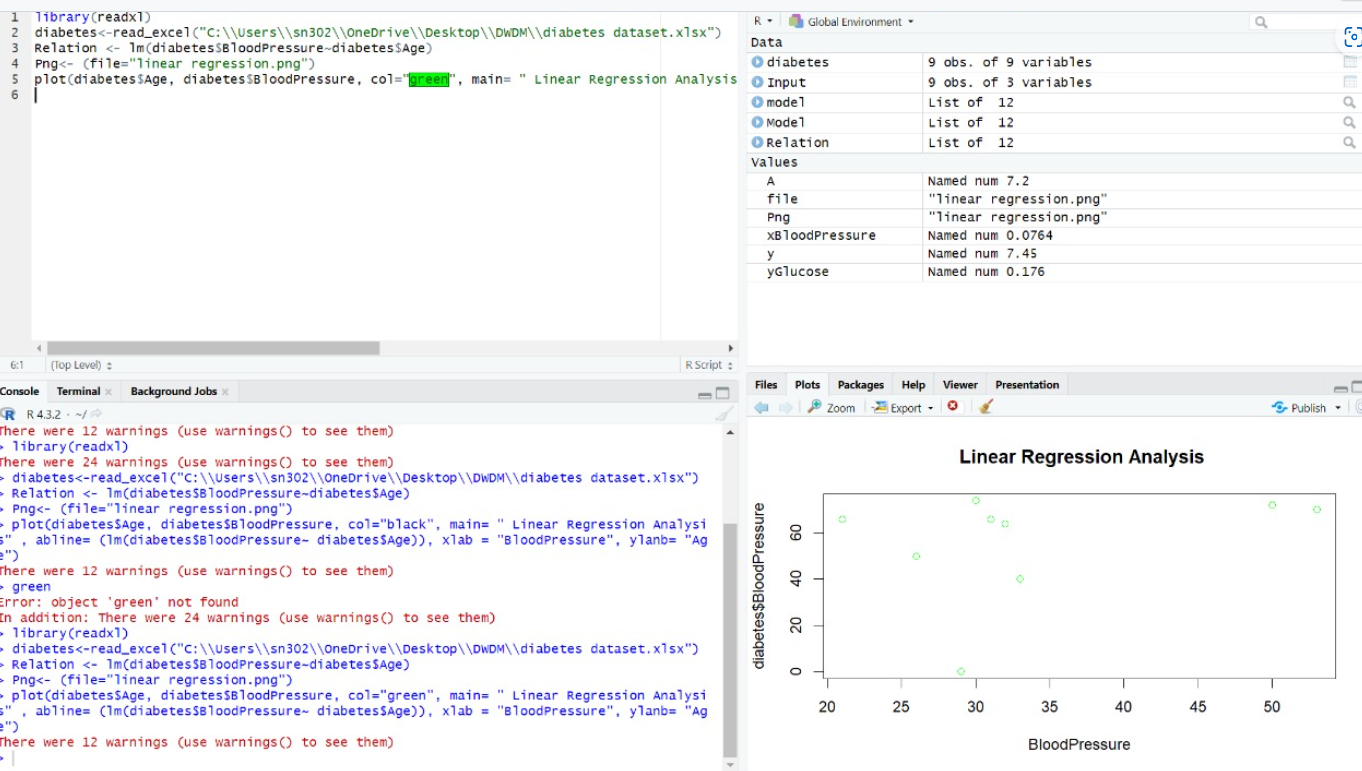 1 library(readxl)
2 diabetes<-read_excel("C:\\Users\\sn302\\OneDrive\\Desktop\\DWDM\\diabetes dataset.xlsx")
3 Relation <- lm(diabetes$BloodPressure~diabetes$Age)
4 Png<- (file="linear regression.png")
5 plot(diabetes$Age, diabetes$BloodPressure, col="green", main= " Linear Regression Analysis
6
6:1 (Top Level) R Script
Console Terminal Background Jobs
R 4.3.2 · ~/
There were 12 warnings (use warnings() to see them)
> library(readxl)
There were 24 warnings (use warnings() to see them)
> diabetes<-read_excel("C:\\Users\\sn302\\OneDrive\\Desktop\\DWDM\\diabetes dataset.xlsx")
> Relation <- lm(diabetes$BloodPressure~diabetes$Age)
> Png<- (file="linear regression.png")
> plot(diabetes$Age, diabetes$BloodPressure, col="black", main= " Linear Regression Analysi
s" , abline= (lm(diabetes$BloodPressure~ diabetes$Age)), xlab = "BloodPressure", ylanb= "Ag
e")
There were 12 warnings (use warnings() to see them)
> green
Error: object 'green' not found
In addition: There were 24 warnings (use warnings() to see them)
> library(readxl)
> diabetes<-read_excel("C:\\Users\\sn302\\OneDrive\\Desktop\\DWDM\\diabetes dataset.xlsx")
> Relation <- lm(diabetes$BloodPressure~diabetes$Age)
> Png<- (file="linear regression.png")
> plot(diabetes$Age, diabetes$BloodPressure, col="green", main= " Linear Regression Analysi
s" , abline= (lm(diabetes$BloodPressure~ diabetes$Age)), xlab = "BloodPressure", ylanb= "Ag
e")
There were 12 warnings (use warnings() to see them)
>
R Global Environment
Data
diabetes 9 obs. of 9 variables
Input 9 obs. of 3 variables
model List of 12
Model List of 12
Relation List of 12
Values
A Named num 7.2
file "linear regression.png"
Png "linear regression.png"
xBloodPressure Named num 0.0764
y Named num 7.45
yGlucose Named num 0.176
Files Plots Packages Help Viewer Presentation
Zoom Export Publish
Linear Regression Analysis
diabetes$BloodPressure
60
40
20
0
20 25 30 35 40 45 50
BloodPressure